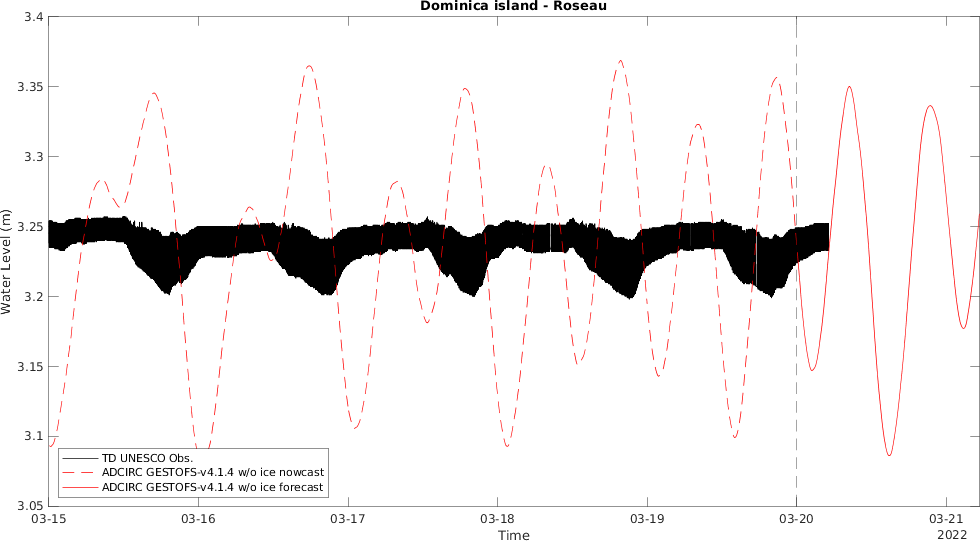 Dominica island - Roseau
3.4
3.35
3.3
3.25
3.2
3.15
3.1
3.05
Water Level (m)
TD UNESCO Obs.
ADCIRC GESTOFS-v4.1.4 w/o ice nowcast
ADCIRC GESTOFS-v4.1.4 w/o ice forecast
03-15 03-16 03-17 03-18 03-19 03-20 03-21
Time 2022